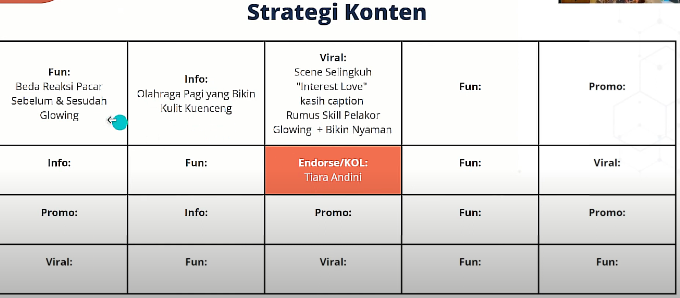 Strategi Konten
Fun:
Beda Reaksi Pacar
Sebelum & Sesudah
Glowing
Info:
Olahraga Pagi yang Bikin
Kulit Kuenceng
Viral:
Scene Selingkuh
"Interest Love"
kasih caption
Rumus Skill Pelakor
Glowing + Bikin Nyaman
Fun:
Promo:
Info:
Fun:
Endorse/KOL:
Tiara Andini
Fun:
Viral:
Promo:
Info:
Promo:
Fun:
Promo:
Viral:
Fun:
Viral:
Fun:
Fun: